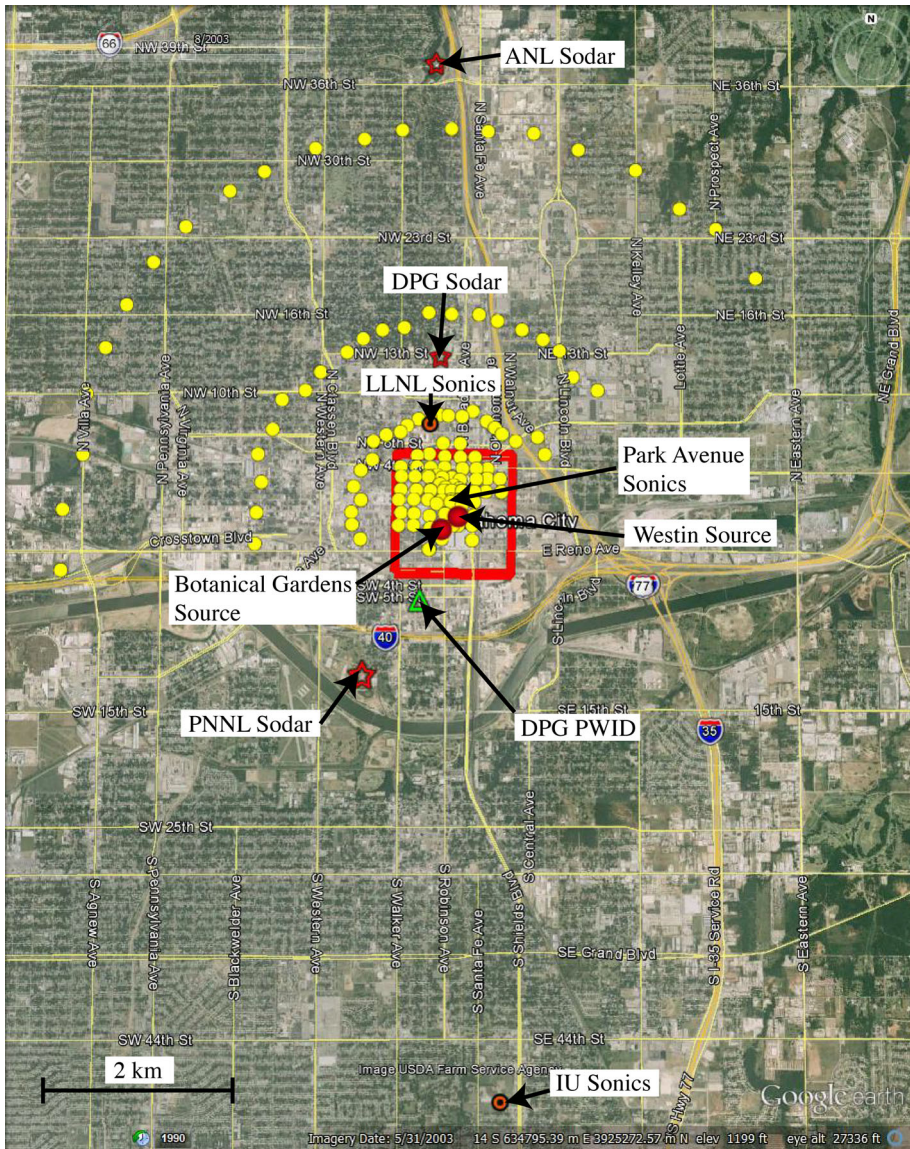 N
66
NW 39th St
8/2003
ANL Sodar
NW 36th St
NE 36th St
N Santa Fe Ave
N Prospect Ave
NW 30th St
NW 23rd St
NE 23rd St
N Kelley Ave
DPG Sodar
NW 16th St
NE 16th St
NE Grand Blvd
NW 13th St
NE 13th St
Lottie Ave
LLNL Sonics
N Walnut Ave
NW 10th St
N Classen Blvd
N Western Ave
N Lincoln Blvd
N Villa Ave
N Pennsylvania Ave
N Virginia Ave
N Eastern Ave
Park Avenue
Sonics
homa City
Westin Source
Crosstown Blvd
E Reno Ave
Botanical Gardens
Source
SW 4th St
SW 5th St
77
S Lincoln Blvd
40
SW 15th St
PNNL Sodar
DPG PWID
SE 15th St
15th St
35
SW 25th St
S Central Ave
S Agnew Ave
S Pennsylvania Ave
S Blackwelder Ave
S Western Ave
S Walker Ave
S Robinson Ave
S Santa Fe Ave
S Shields Blvd
S I-35 Service Rd
S Eastern Ave
SE Grand Blvd
SW 44th St
SE 44th St
2 km
Image USDA Farm Service Agency
IU Sonics
S Hwy 77
Google earth
1990
Imagery Date: 5/31/2003 14 S 634795.39 m E 3925272.57 m N elev 1199 ft eye alt 27336 ft